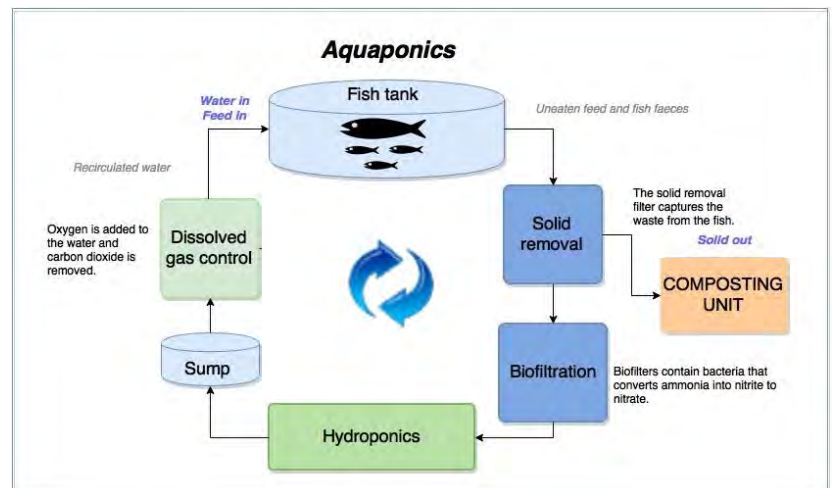 Aquaponics
Water in
Feed in
Fish tank
Uneaten feed and fish faeces
Recirculated water
Oxygen is added to
the water and
carbon dioxide is
removed.
Dissolved
gas control
Solid
removal
The solid removal
filter captures the
waste from the fish.
Solid out
COMPOSTING
UNIT
Sump
Biofiltration
Biofilters contain bacteria that
converts ammonia into nitrite to
nitrate.
Hydroponics